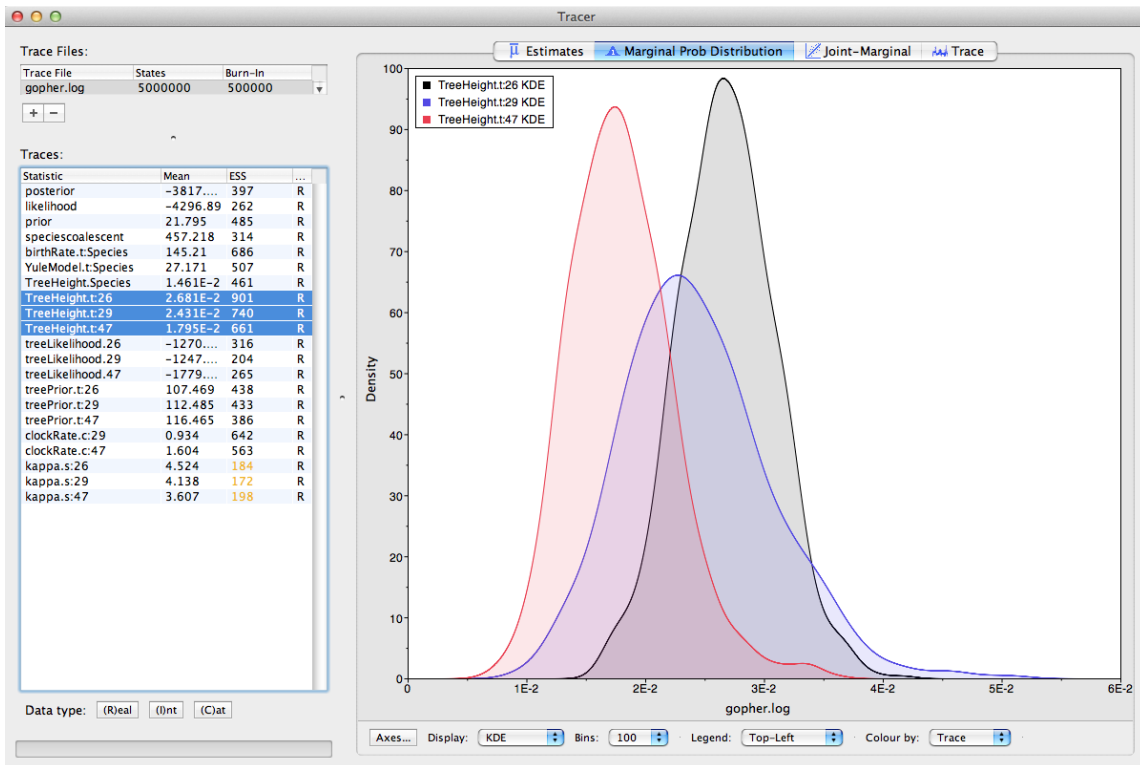 Tracer
Trace Files:
Trace File States Burn-In
gopher.log 5000000 500000
+ −
Traces:
Statistic Mean ESS ...
posterior -3817.... 397 R
likelihood -4296.89 262 R
prior 21.795 485 R
speciescoalescent 457.218 314 R
birthRate.t:Species 145.21 686 R
YuleModel.t:Species 27.171 507 R
TreeHeight.Species 1.461E-2 461 R
TreeHeight.t:26 2.681E-2 901 R
TreeHeight.t:29 2.431E-2 740 R
TreeHeight.t:47 1.795E-2 661 R
treeLikelihood.26 -1270.... 316 R
treeLikelihood.29 -1247.... 204 R
treeLikelihood.47 -1779.... 265 R
treePrior.t:26 107.469 438 R
treePrior.t:29 112.485 433 R
treePrior.t:47 116.465 386 R
clockRate.c:29 0.934 642 R
clockRate.c:47 1.604 563 R
kappa.s:26 4.524 184 R
kappa.s:29 4.138 172 R
kappa.s:47 3.607 198 R
Data type: (R)eal (I)nt (C)at
Estimates Marginal Prob Distribution Joint-Marginal Trace
TreeHeight.t:26 KDE
TreeHeight.t:29 KDE
TreeHeight.t:47 KDE
100
90
80
70
60
50
40
30
20
10
0
Density
0 1E-2 2E-2 3E-2 4E-2 5E-2 6E-2
gopher.log
Axes... Display: KDE Bins: 100 Legend: Top-Left Colour by: Trace